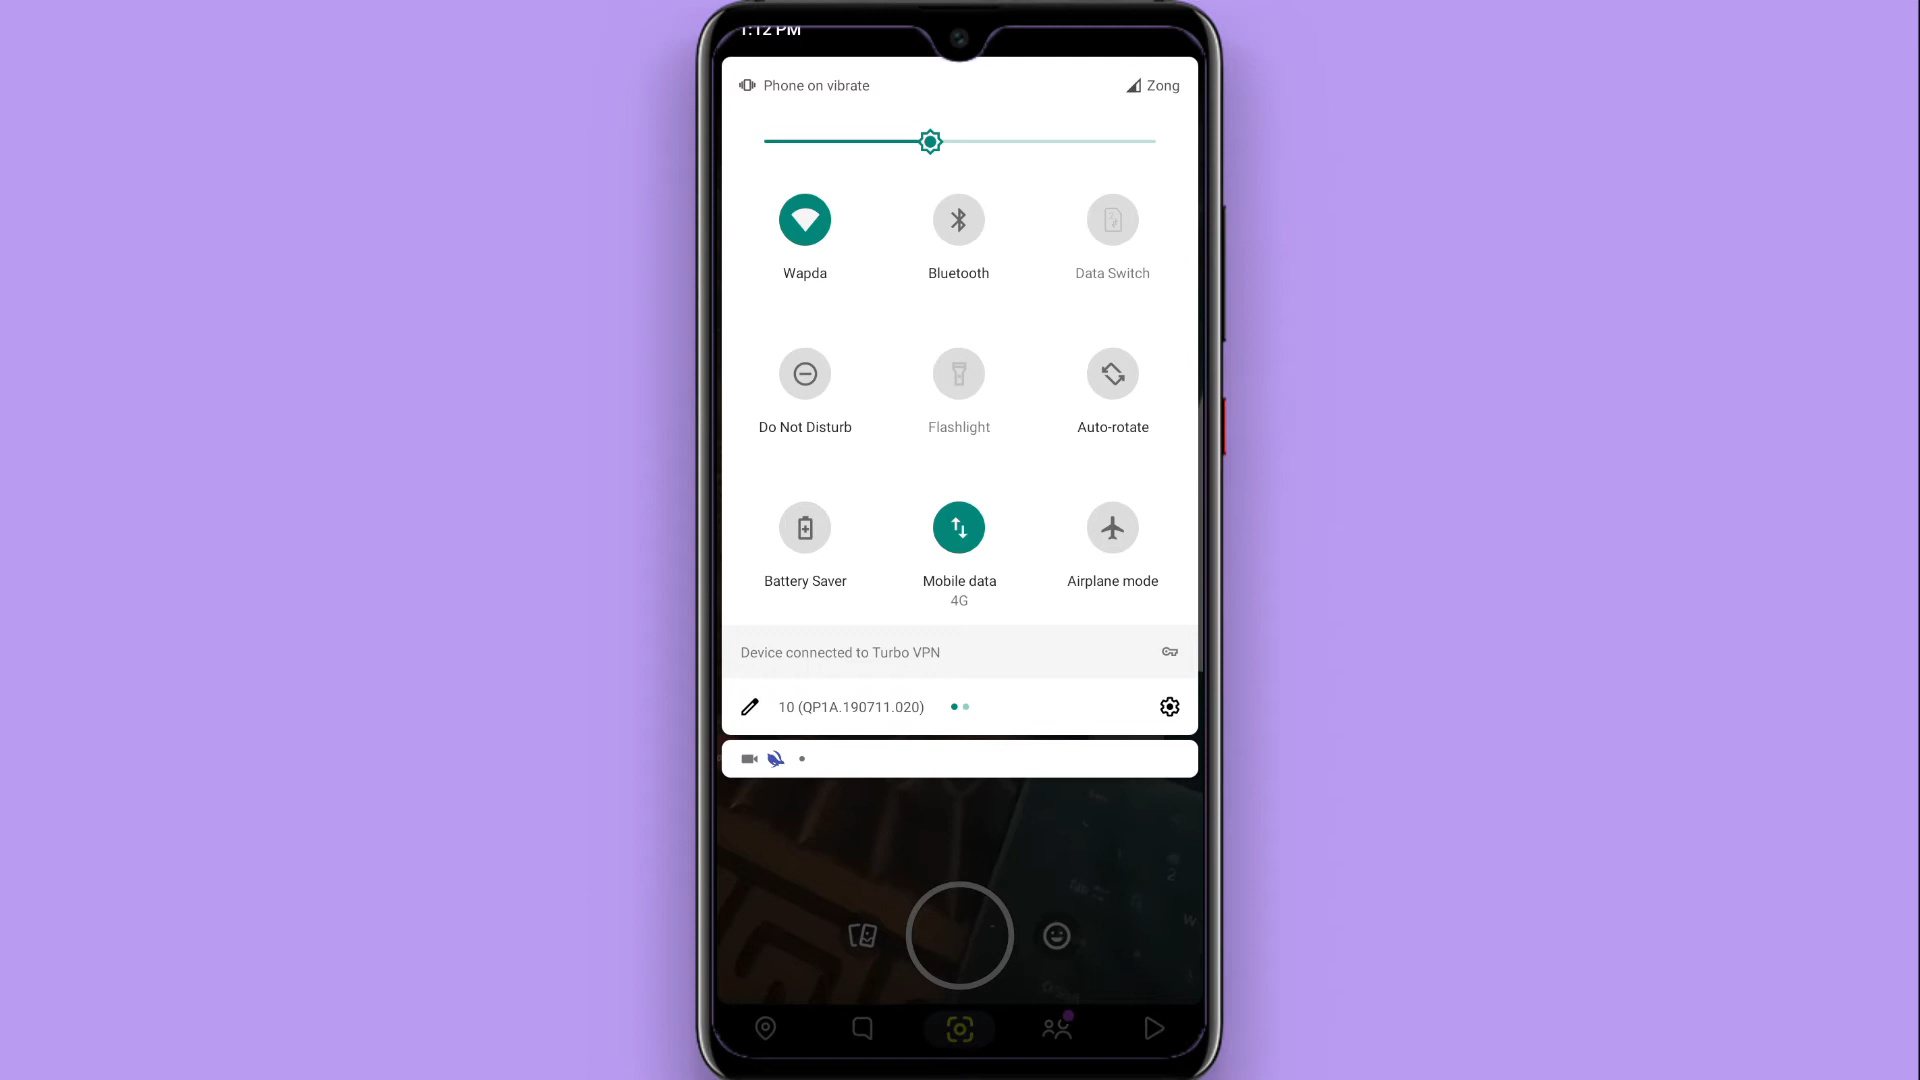 1:12 PM
Phone on vibrate
Zong
Wapda
Bluetooth
Data Switch
Do Not Disturb
Flashlight
Auto-rotate
Battery Saver
Mobile data
4G
Airplane mode
Device connected to Turbo VPN
10 (QP1A.190711.020)
2
W